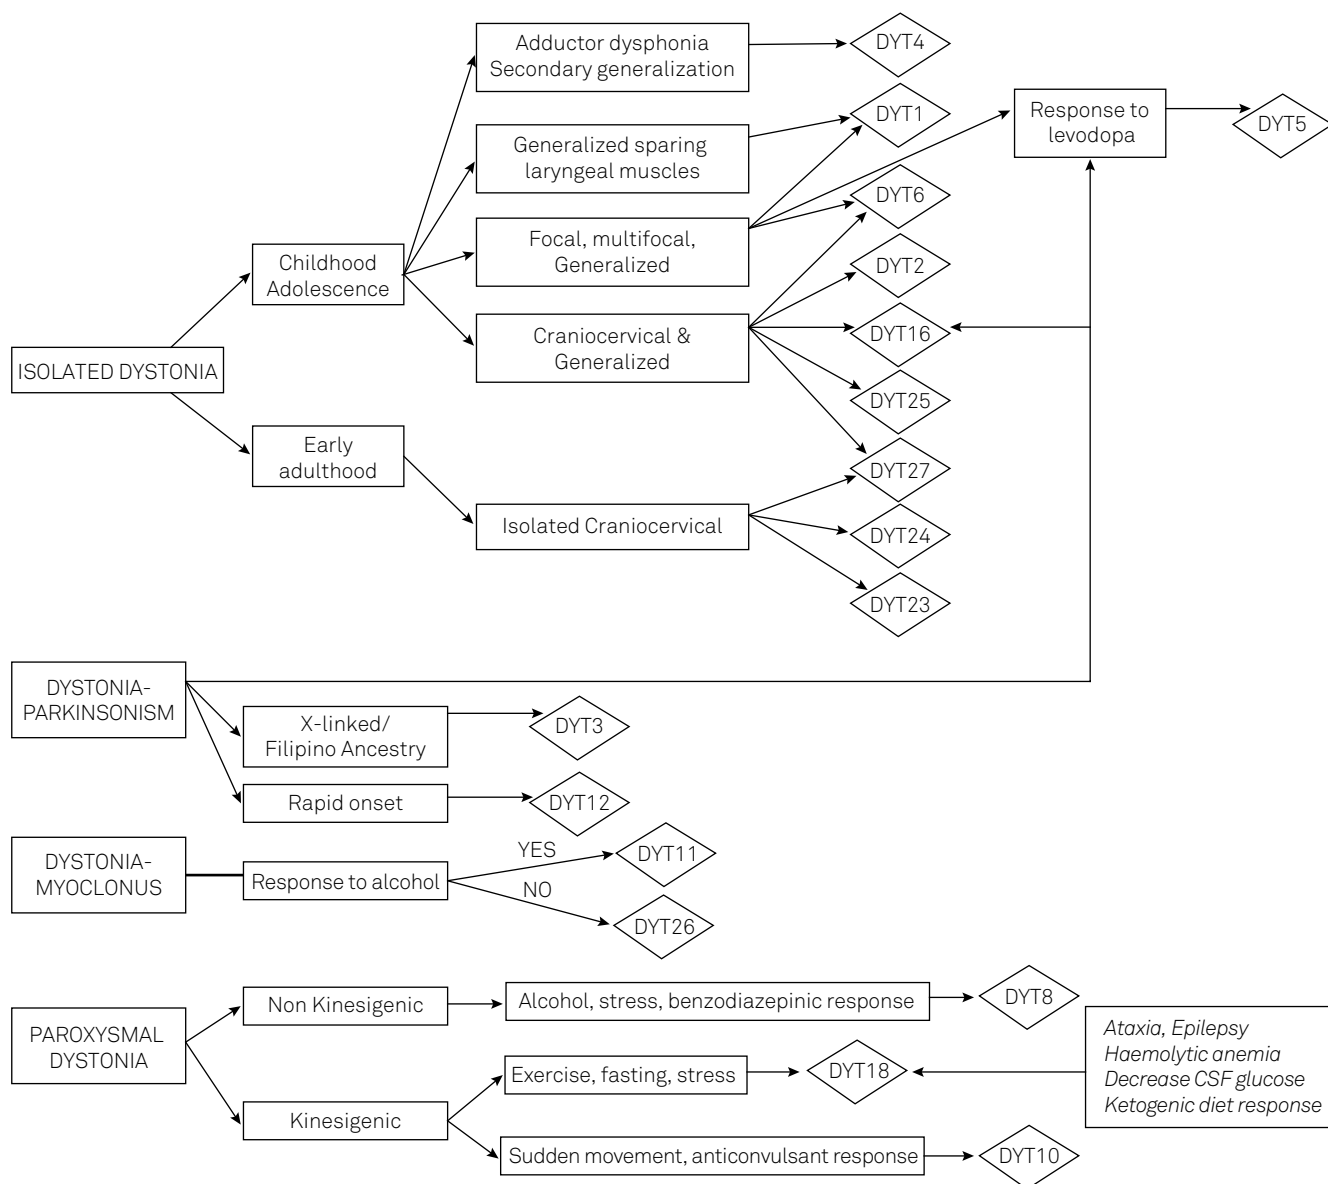 Adductor dysphonia
Secondary generalization
DYT4
Generalized sparing
laryngeal muscles
DYT1
Response to
levodopa
DYT5
Focal, multifocal,
Generalized
DYT6
Childhood
Adolescence
DYT2
Craniocervical &
Generalized
DYT16
ISOLATED DYSTONIA
DYT25
Early
adulthood
DYT27
Isolated Craniocervical
DYT24
DYT23
DYSTONIA-
PARKINSONISM
X-linked/
Filipino Ancestry
DYT3
Rapid onset
DYT12
DYSTONIA-
MYOCLONUS
Response to alcohol
YES
DYT11
NO
DYT26
PAROXYSMAL
DYSTONIA
Non Kinesigenic
Alcohol, stress, benzodiazepinic response
DYT8
Kinesigenic
Exercise, fasting, stress
DYT18
Ataxia, Epilepsy
Haemolytic anemia
Decrease CSF glucose
Ketogenic diet response
Sudden movement, anticonvulsant response
DYT10